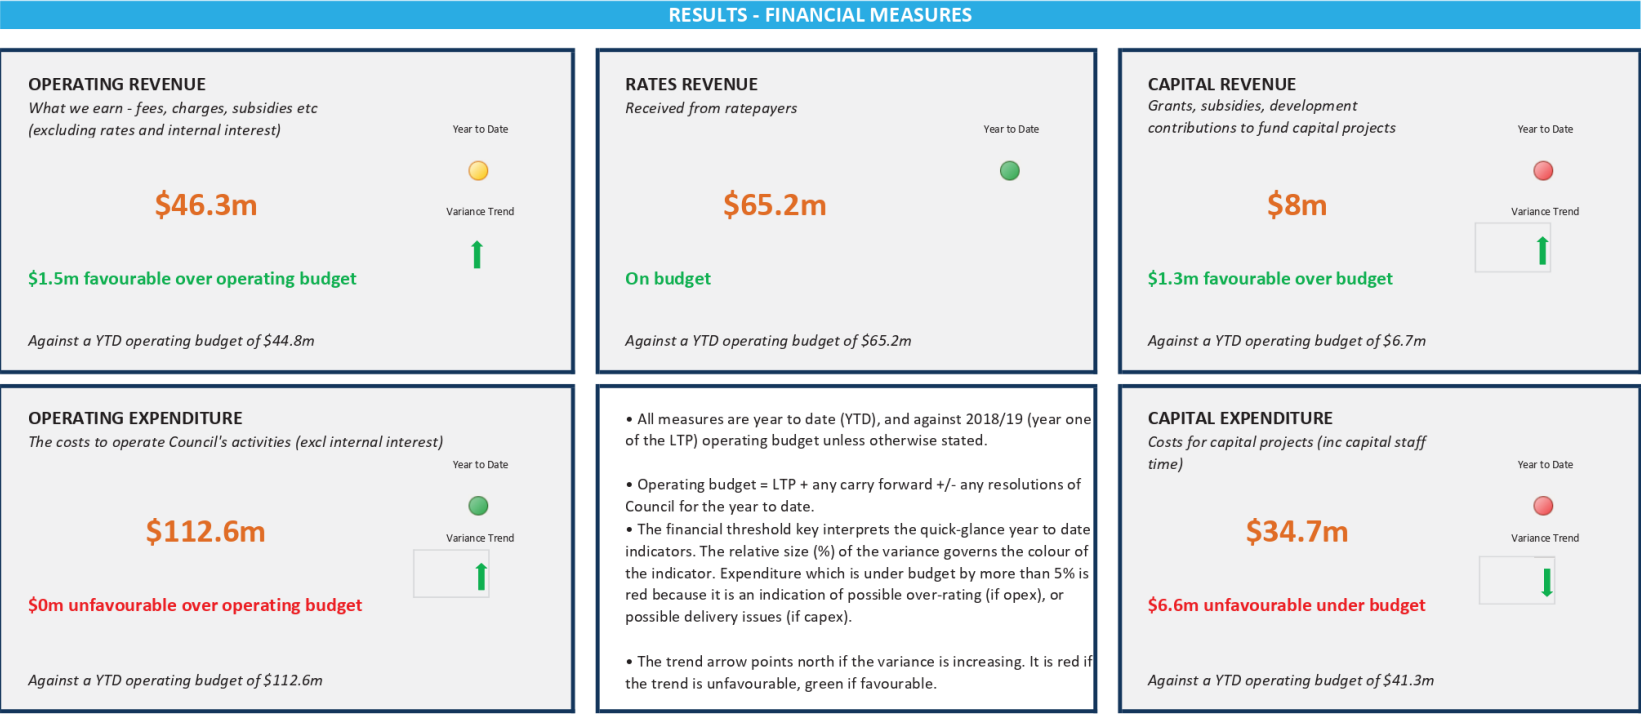 RESULTS - FINANCIAL MEASURES
OPERATING REVENUE
What we earn - fees, charges, subsidies etc
(excluding rates and internal interest)
Year to Date
$46.3m
Variance Trend
$1.5m favourable over operating budget
Against a YTD operating budget of $44.8m
RATES REVENUE
Received from ratepayers
Year to Date
$65.2m
On budget
Against a YTD operating budget of $65.2m
CAPITAL REVENUE
Grants, subsidies, development
contributions to fund capital projects
Year to Date
$8m
Variance Trend
$1.3m favourable over budget
Against a YTD operating budget of $6.7m
OPERATING EXPENDITURE
The costs to operate Council's activities (excl internal interest)
Year to Date
$112.6m
Variance Trend
$0m unfavourable over operating budget
Against a YTD operating budget of $112.6m
• All measures are year to date (YTD), and against 2018/19 (year one
of the LTP) operating budget unless otherwise stated.
• Operating budget = LTP + any carry forward +/- any resolutions of
Council for the year to date.
• The financial threshold key interprets the quick-glance year to date
indicators. The relative size (%) of the variance governs the colour of
the indicator. Expenditure which is under budget by more than 5% is
red because it is an indication of possible over-rating (if opex), or
possible delivery issues (if capex).
• The trend arrow points north if the variance is increasing. It is red if
the trend is unfavourable, green if favourable.
CAPITAL EXPENDITURE
Costs for capital projects (inc capital staff
time)
Year to Date
$34.7m
Variance Trend
$6.6m unfavourable under budget
Against a YTD operating budget of $41.3m